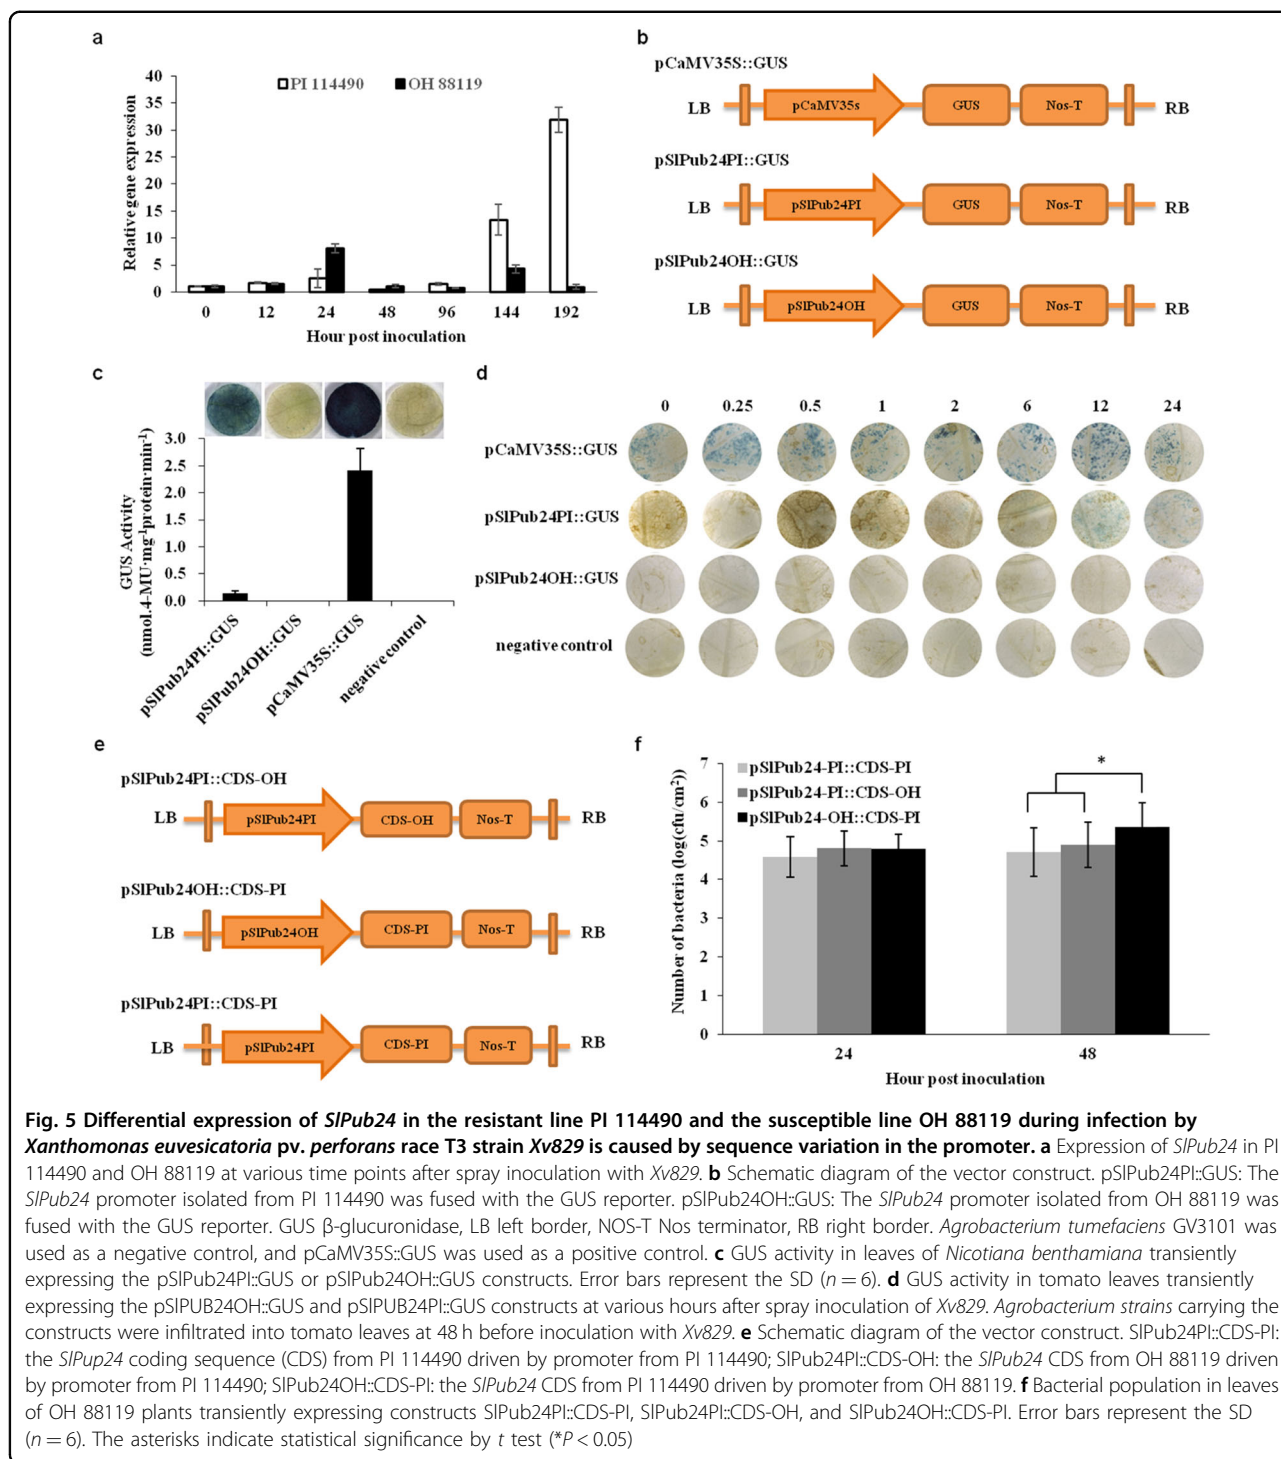 a
PI 114490 OH 88119
40
35
30
25
20
15
10
5
0
Relative gene expression
0 12 24 48 96 144 192
Hour post inoculation
b
pCaMV35S::GUS
LB pCaMV35s GUS Nos-T RB
pSlPub24PI::GUS
LB pSlPub24PI GUS Nos-T RB
pSlPub24OH::GUS
LB pSlPub24OH GUS Nos-T RB
c
3.0
2.5
2.0
1.5
1.0
0.5
0.0
GUS Activity
(nmol.4-MU·mg⁻¹protein·min⁻¹)
pSlPub24PI::GUS
pSlPub24OH::GUS
pCaMV35S::GUS
negative control
d
0 0.25 0.5 1 2 6 12 24
pCaMV35S::GUS
pSlPub24PI::GUS
pSlPub24OH::GUS
negative control
e
pSlPub24PI::CDS-OH
LB pSlPub24PI CDS-OH Nos-T RB
pSlPub24OH::CDS-PI
LB pSlPub24OH CDS-PI Nos-T RB
pSlPub24PI::CDS-PI
LB pSlPub24PI CDS-PI Nos-T RB
f
pSlPub24-PI::CDS-PI
pSlPub24-PI::CDS-OH
pSlPub24-OH::CDS-PI
*
7
6
5
4
3
2
1
0
Number of bacteria (log(cfu/cm²))
24 48
Hour post inoculation
Fig. 5 Differential expression of SlPub24 in the resistant line PI 114490 and the susceptible line OH 88119 during infection by
Xanthomonas euvesicatoria pv. perforans race T3 strain Xv829 is caused by sequence variation in the promoter. a Expression of SlPub24 in PI
114490 and OH 88119 at various time points after spray inoculation with Xv829. b Schematic diagram of the vector construct. pSlPub24PI::GUS: The
SlPub24 promoter isolated from PI 114490 was fused with the GUS reporter. pSlPub24OH::GUS: The SlPub24 promoter isolated from OH 88119 was
fused with the GUS reporter. GUS β-glucuronidase, LB left border, NOS-T Nos terminator, RB right border. Agrobacterium tumefaciens GV3101 was
used as a negative control, and pCaMV35S::GUS was used as a positive control. c GUS activity in leaves of Nicotiana benthamiana transiently
expressing the pSlPub24PI::GUS or pSlPub24OH::GUS constructs. Error bars represent the SD (n = 6). d GUS activity in tomato leaves transiently
expressing the pSlPUB24OH::GUS and pSlPUB24PI::GUS constructs at various hours after spray inoculation of Xv829. Agrobacterium strains carrying the
constructs were infiltrated into tomato leaves at 48 h before inoculation with Xv829. e Schematic diagram of the vector construct. SlPub24PI::CDS-PI:
the SlPup24 coding sequence (CDS) from PI 114490 driven by promoter from PI 114490; SlPub24PI::CDS-OH: the SlPub24 CDS from OH 88119 driven
by promoter from PI 114490; SlPub24OH::CDS-PI: the SlPub24 CDS from PI 114490 driven by promoter from OH 88119. f Bacterial population in leaves
of OH 88119 plants transiently expressing constructs SlPub24PI::CDS-PI, SlPub24PI::CDS-OH, and SlPub24OH::CDS-PI. Error bars represent the SD
(n = 6). The asterisks indicate statistical significance by t test (*P < 0.05)